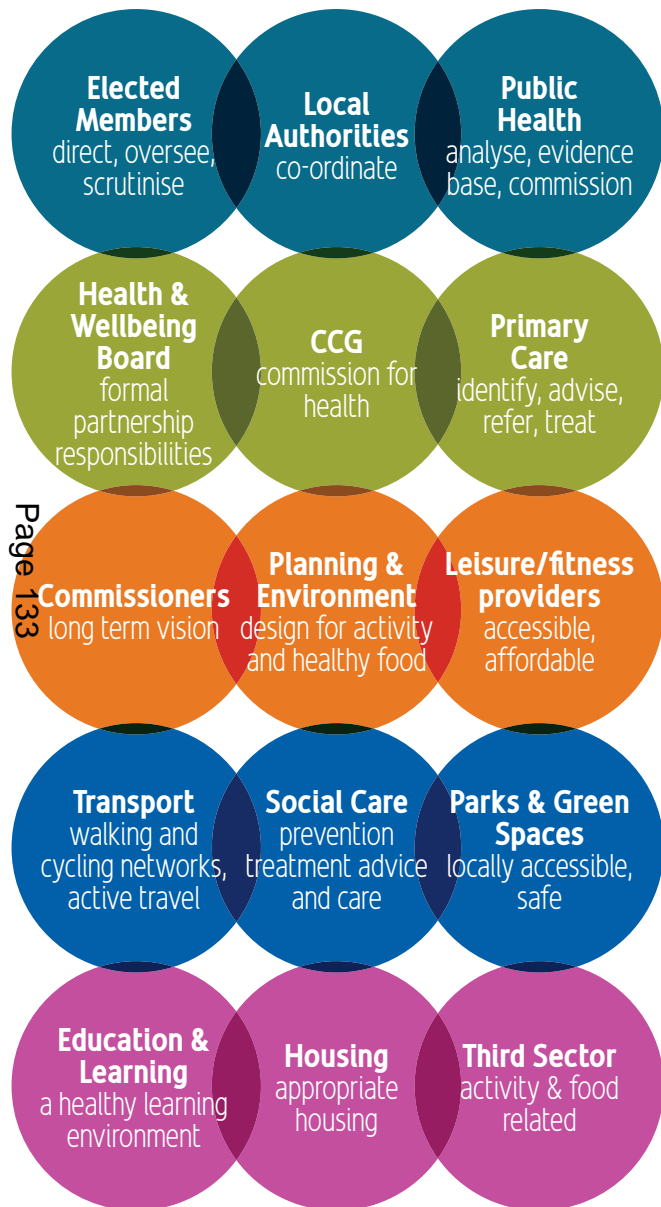 Elected
Members
direct, oversee,
scrutinise
Local
Authorities
co-ordinate
Public
Health
analyse, evidence
base, commission
Health &
Wellbeing
Board
formal
partnership
responsibilities
CCG
commission for
health
Primary
Care
identify, advise,
refer, treat
Commissioners
long term vision
Planning &
Environment
design for activity
and healthy food
Leisure/fitness
providers
accessible,
affordable
Transport
walking and
cycling networks,
active travel
Social Care
prevention
treatment advice
and care
Parks & Green
Spaces
locally accessible,
safe
Education &
Learning
a healthy learning
environment
Housing
appropriate
housing
Third Sector
activity & food
related
Page 133